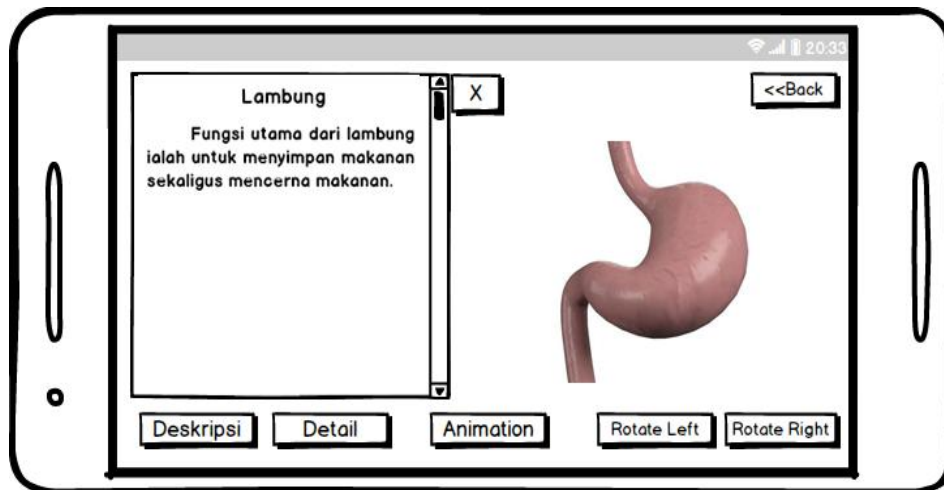 20:33
Lambung
X
<<Back
Fungsi utama dari lambung
ialah untuk menyimpan makanan
sekaligus mencerna makanan.
Deskripsi
Detail
Animation
Rotate Left
Rotate Right